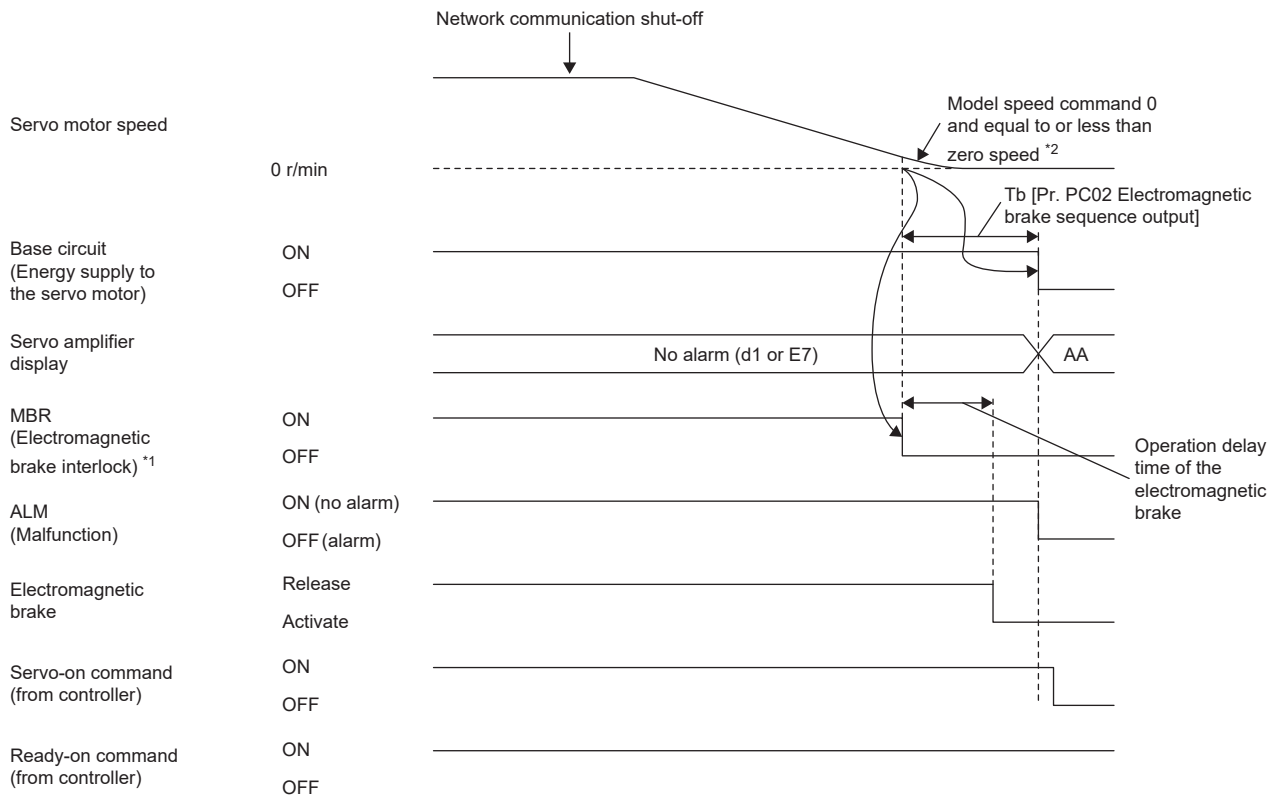 Network communication shut-off
Servo motor speed
0 r/min
Model speed command 0
and equal to or less than
zero speed *2
Tb [Pr. PC02 Electromagnetic
brake sequence output]
Base circuit
(Energy supply to
the servo motor)
ON
OFF
Servo amplifier
display
No alarm (d1 or E7)
AA
MBR
(Electromagnetic
brake interlock) *1
ON
OFF
Operation delay
time of the
electromagnetic
brake
ALM
(Malfunction)
ON (no alarm)
OFF (alarm)
Electromagnetic
brake
Release
Activate
Servo-on command
(from controller)
ON
OFF
Ready-on command
(from controller)
ON
OFF